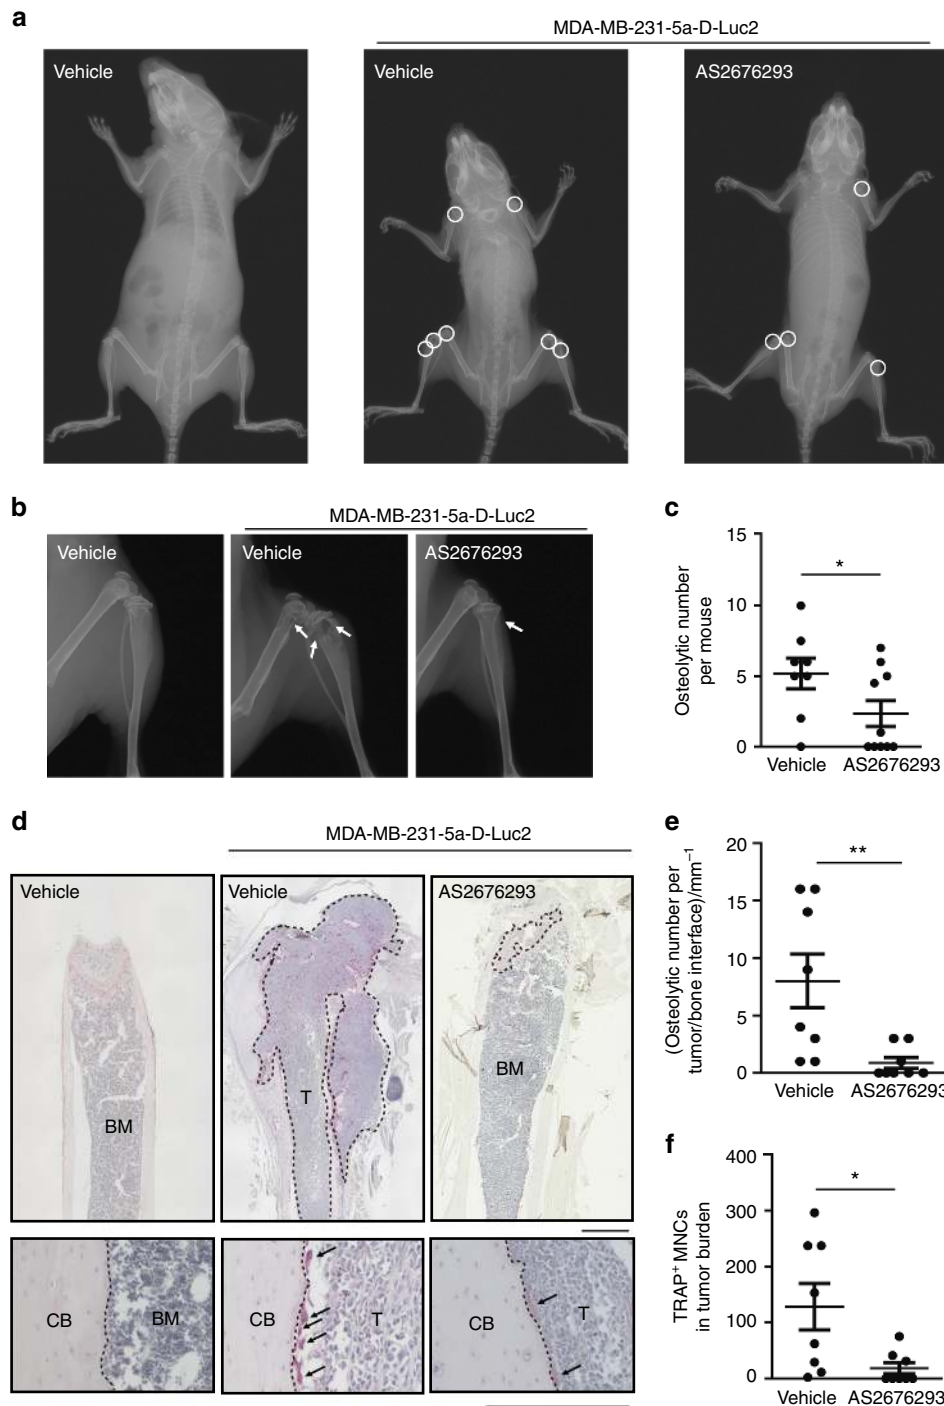 a
MDA-MB-231-5a-D-Luc2
Vehicle
Vehicle
AS2676293
b
MDA-MB-231-5a-D-Luc2
Vehicle
Vehicle
AS2676293
c
Osteolytic number
per mouse
15
10
5
0
*
Vehicle
AS2676293
d
MDA-MB-231-5a-D-Luc2
Vehicle
Vehicle
AS2676293
BM
T
BM
CB
BM
CB
T
CB
T
e
(Osteolytic number per
tumor/bone interface)/mm⁻¹
20
15
10
5
0
**
Vehicle
AS2676293
f
TRAP⁺ MNCs
in tumor burden
400
300
200
100
0
*
Vehicle
AS2676293